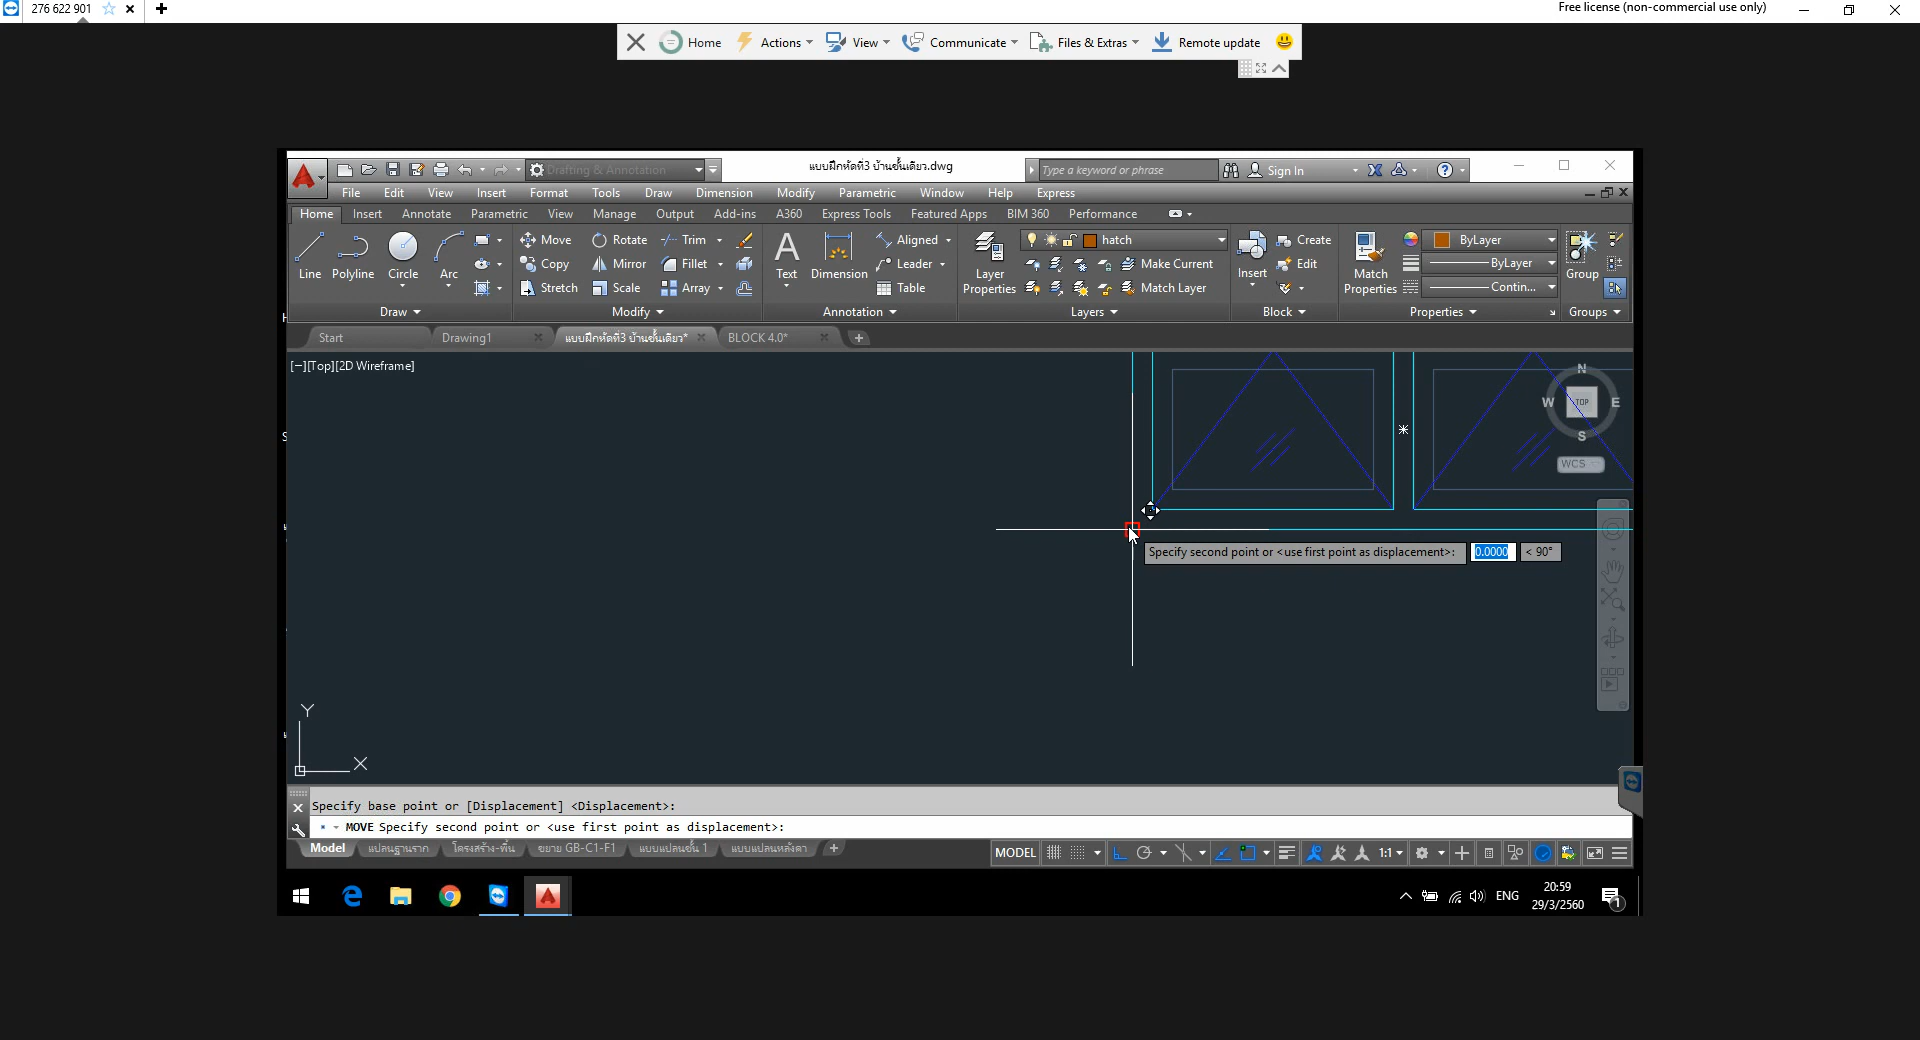 276 622 901
Free license (non-commercial use only)
Home Actions View Communicate Files & Extras Remote update
Drafting & Annotation
แบบฝึกหัดที่3 บ้านชั้นเดียว.dwg
Type a keyword or phrase
Sign In
File Edit View Insert Format Tools Draw Dimension Modify Parametric Window Help Express
Home Insert Annotate Parametric View Manage Output Add-ins A360 Express Tools Featured Apps BIM 360 Performance
Move Rotate Trim Aligned hatch Create ByLayer
Copy Mirror Fillet Leader Make Current Edit ByLayer
Line Polyline Circle Arc Text Dimension Layer Properties Insert Match Properties Group
Stretch Scale Array Table Match Layer Contin...
Draw Modify Annotation Layers Block Properties Groups
Start Drawing1 แบบฝึกหัดที่3 บ้านชั้นเดียว* BLOCK 4.0*
[−][Top][2D Wireframe]
N
W TOP E
S
WCS
Specify second point or <use first point as displacement>: 0.0000 < 90°
Y
X
Specify base point or [Displacement] <Displacement>:
MOVE Specify second point or <use first point as displacement>:
Model แปลนฐานราก โครงสร้าง-พื้น ขยาย GB-C1-F1 แบบแปลนชั้น 1 แบบแปลนหลังคา
MODEL 1:1
ENG
20:59
29/3/2560
1